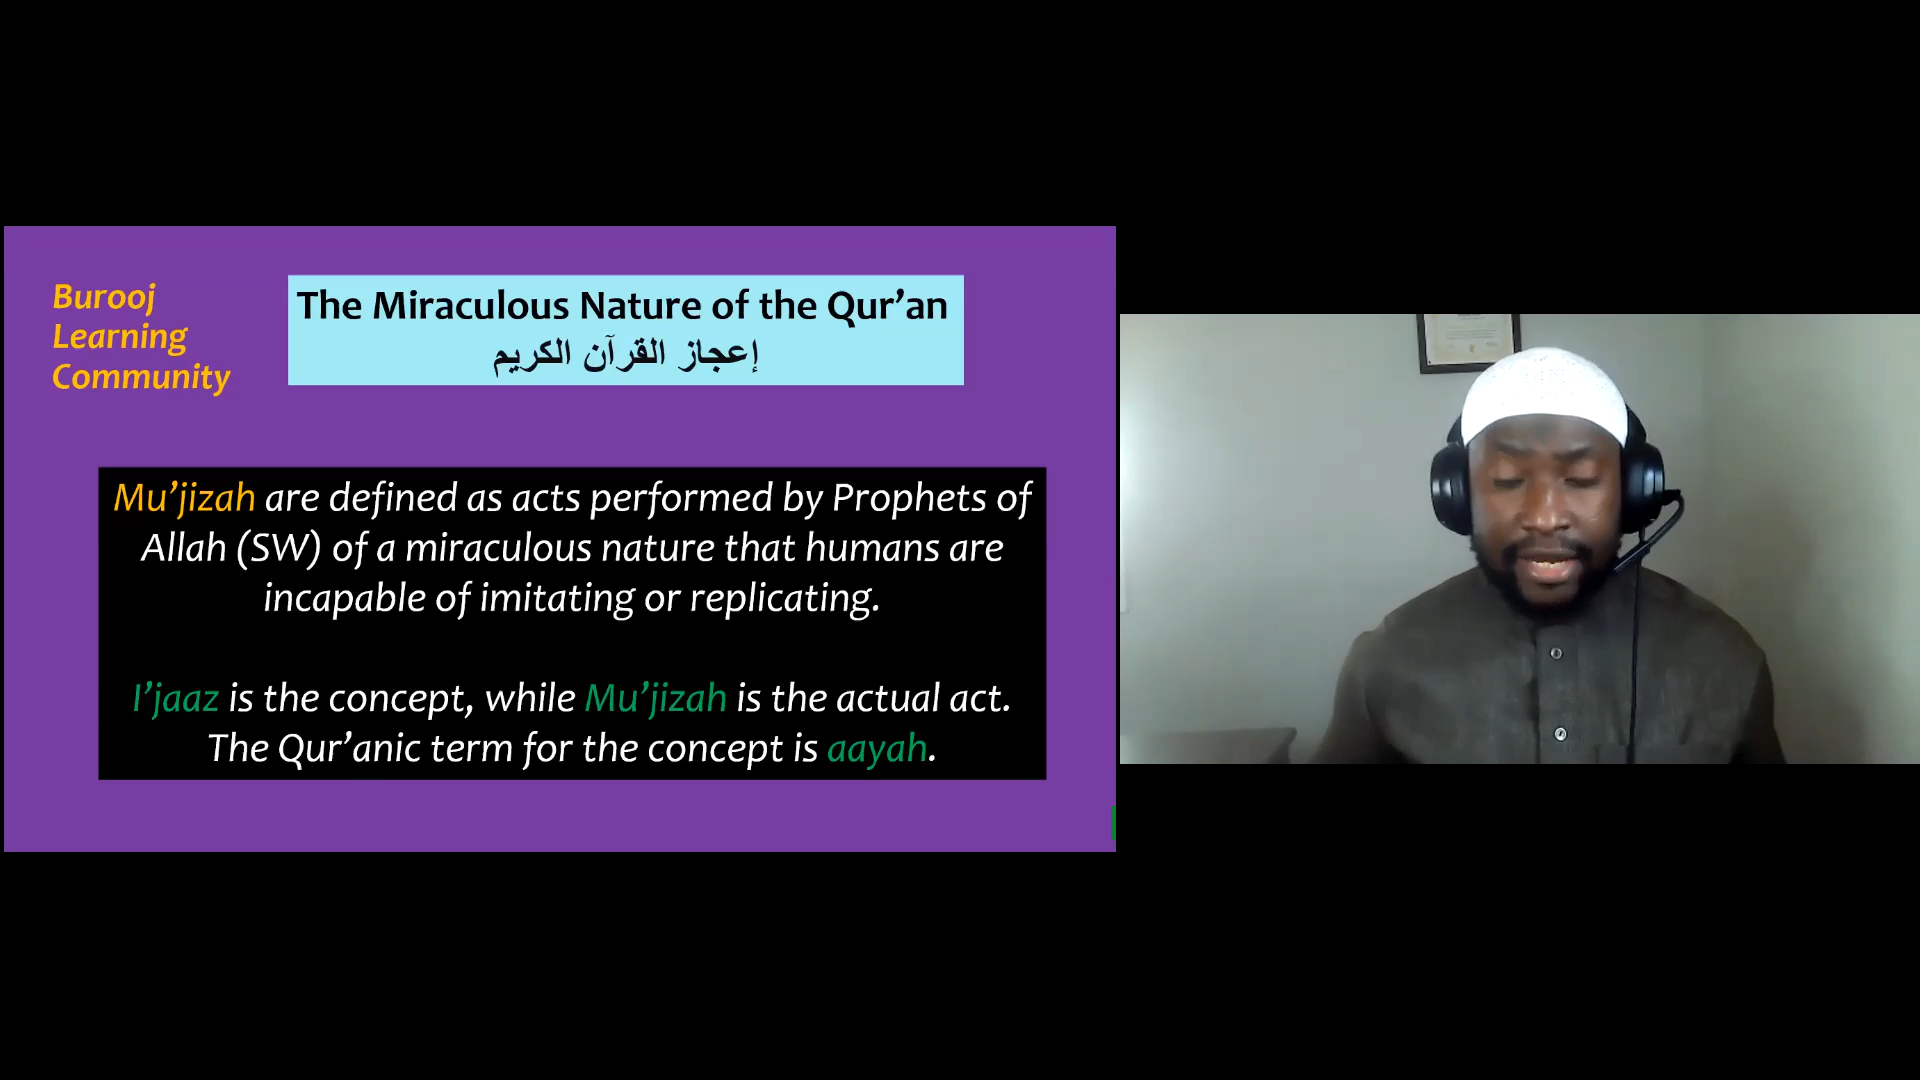 Burooj
Learning
Community
The Miraculous Nature of the Qur’an
إعجاز القرآن الكريم
Mu’jizah are defined as acts performed by Prophets of
Allah (SW) of a miraculous nature that humans are
incapable of imitating or replicating.
I’jaaz is the concept, while Mu’jizah is the actual act.
The Qur’anic term for the concept is aayah.